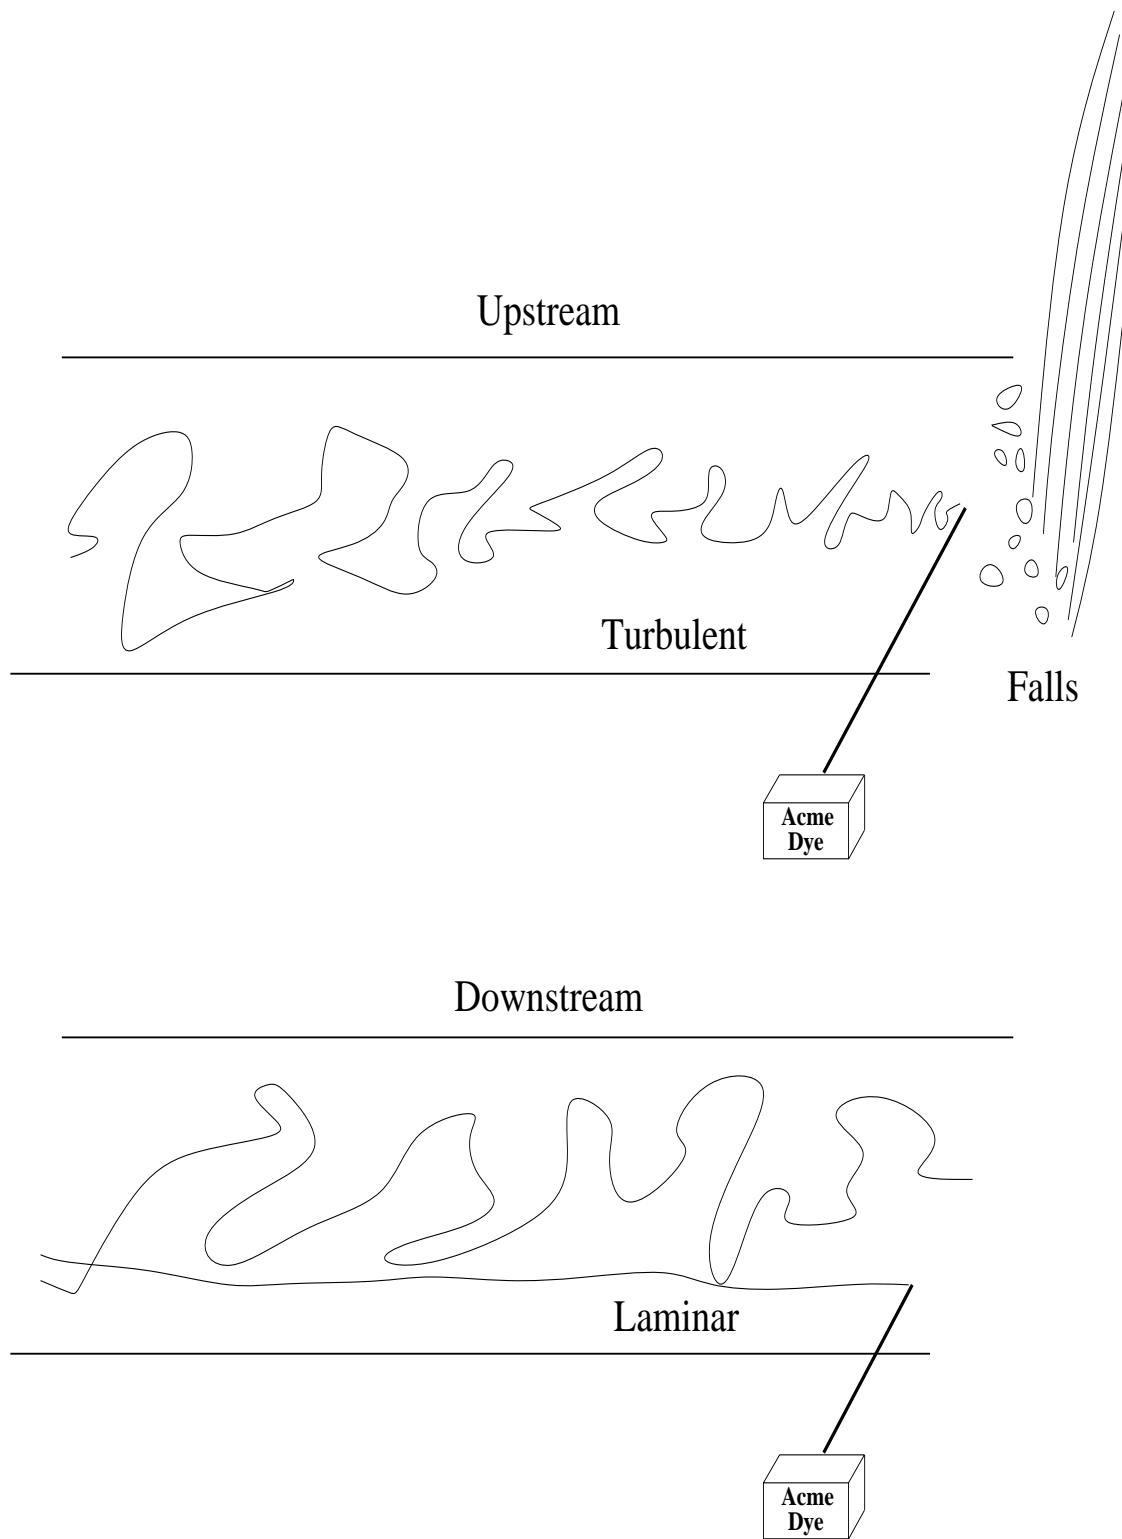 Upstream
Turbulent
Falls
Acme
Dye
Downstream
Laminar
Acme
Dye